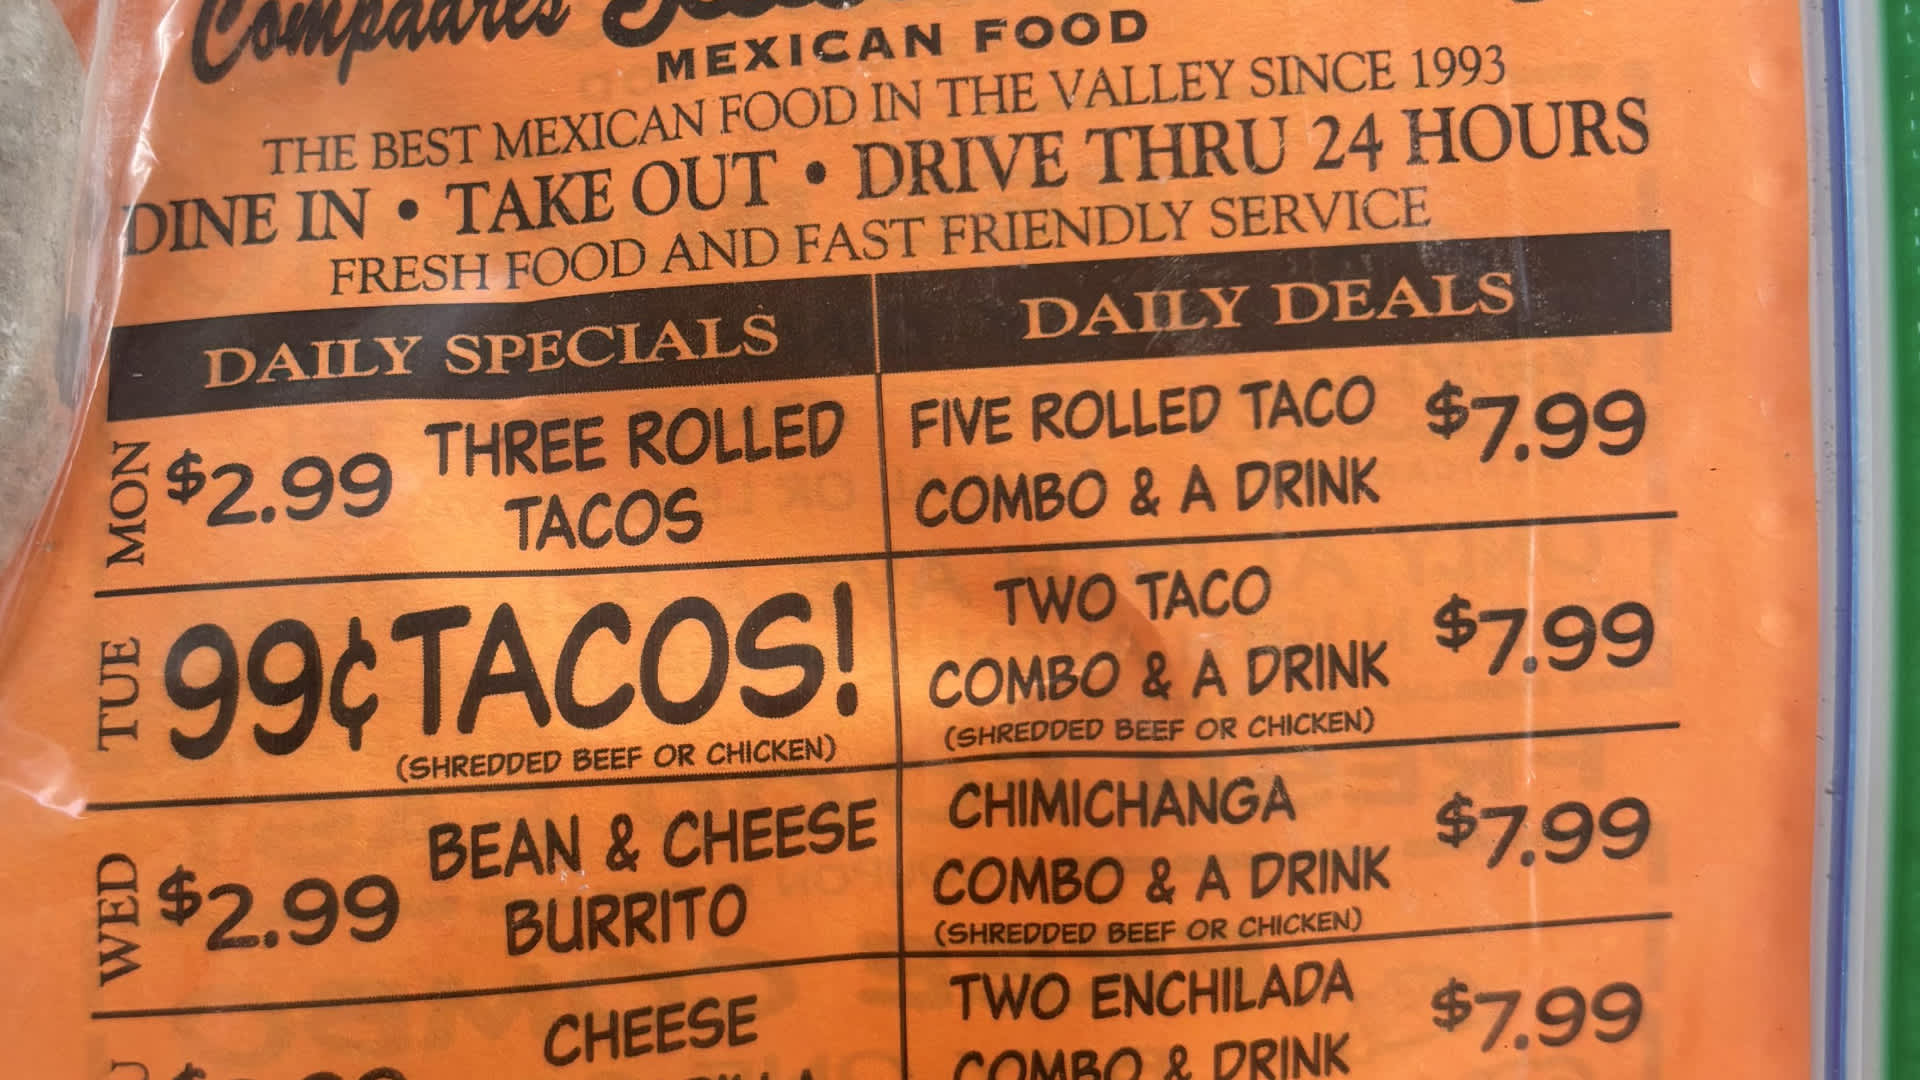 Compadres
MEXICAN FOOD
THE BEST MEXICAN FOOD IN THE VALLEY SINCE 1993
DINE IN • TAKE OUT • DRIVE THRU 24 HOURS
FRESH FOOD AND FAST FRIENDLY SERVICE
DAILY SPECIALS
DAILY DEALS
MON
$2.99
THREE ROLLED
TACOS
FIVE ROLLED TACO
COMBO & A DRINK
$7.99
TUE
99¢ TACOS!
(SHREDDED BEEF OR CHICKEN)
TWO TACO
COMBO & A DRINK
(SHREDDED BEEF OR CHICKEN)
$7.99
WED
$2.99
BEAN & CHEESE
BURRITO
CHIMICHANGA
COMBO & A DRINK
(SHREDDED BEEF OR CHICKEN)
$7.99
CHEESE
TWO ENCHILADA
COMBO & DRINK
$7.99